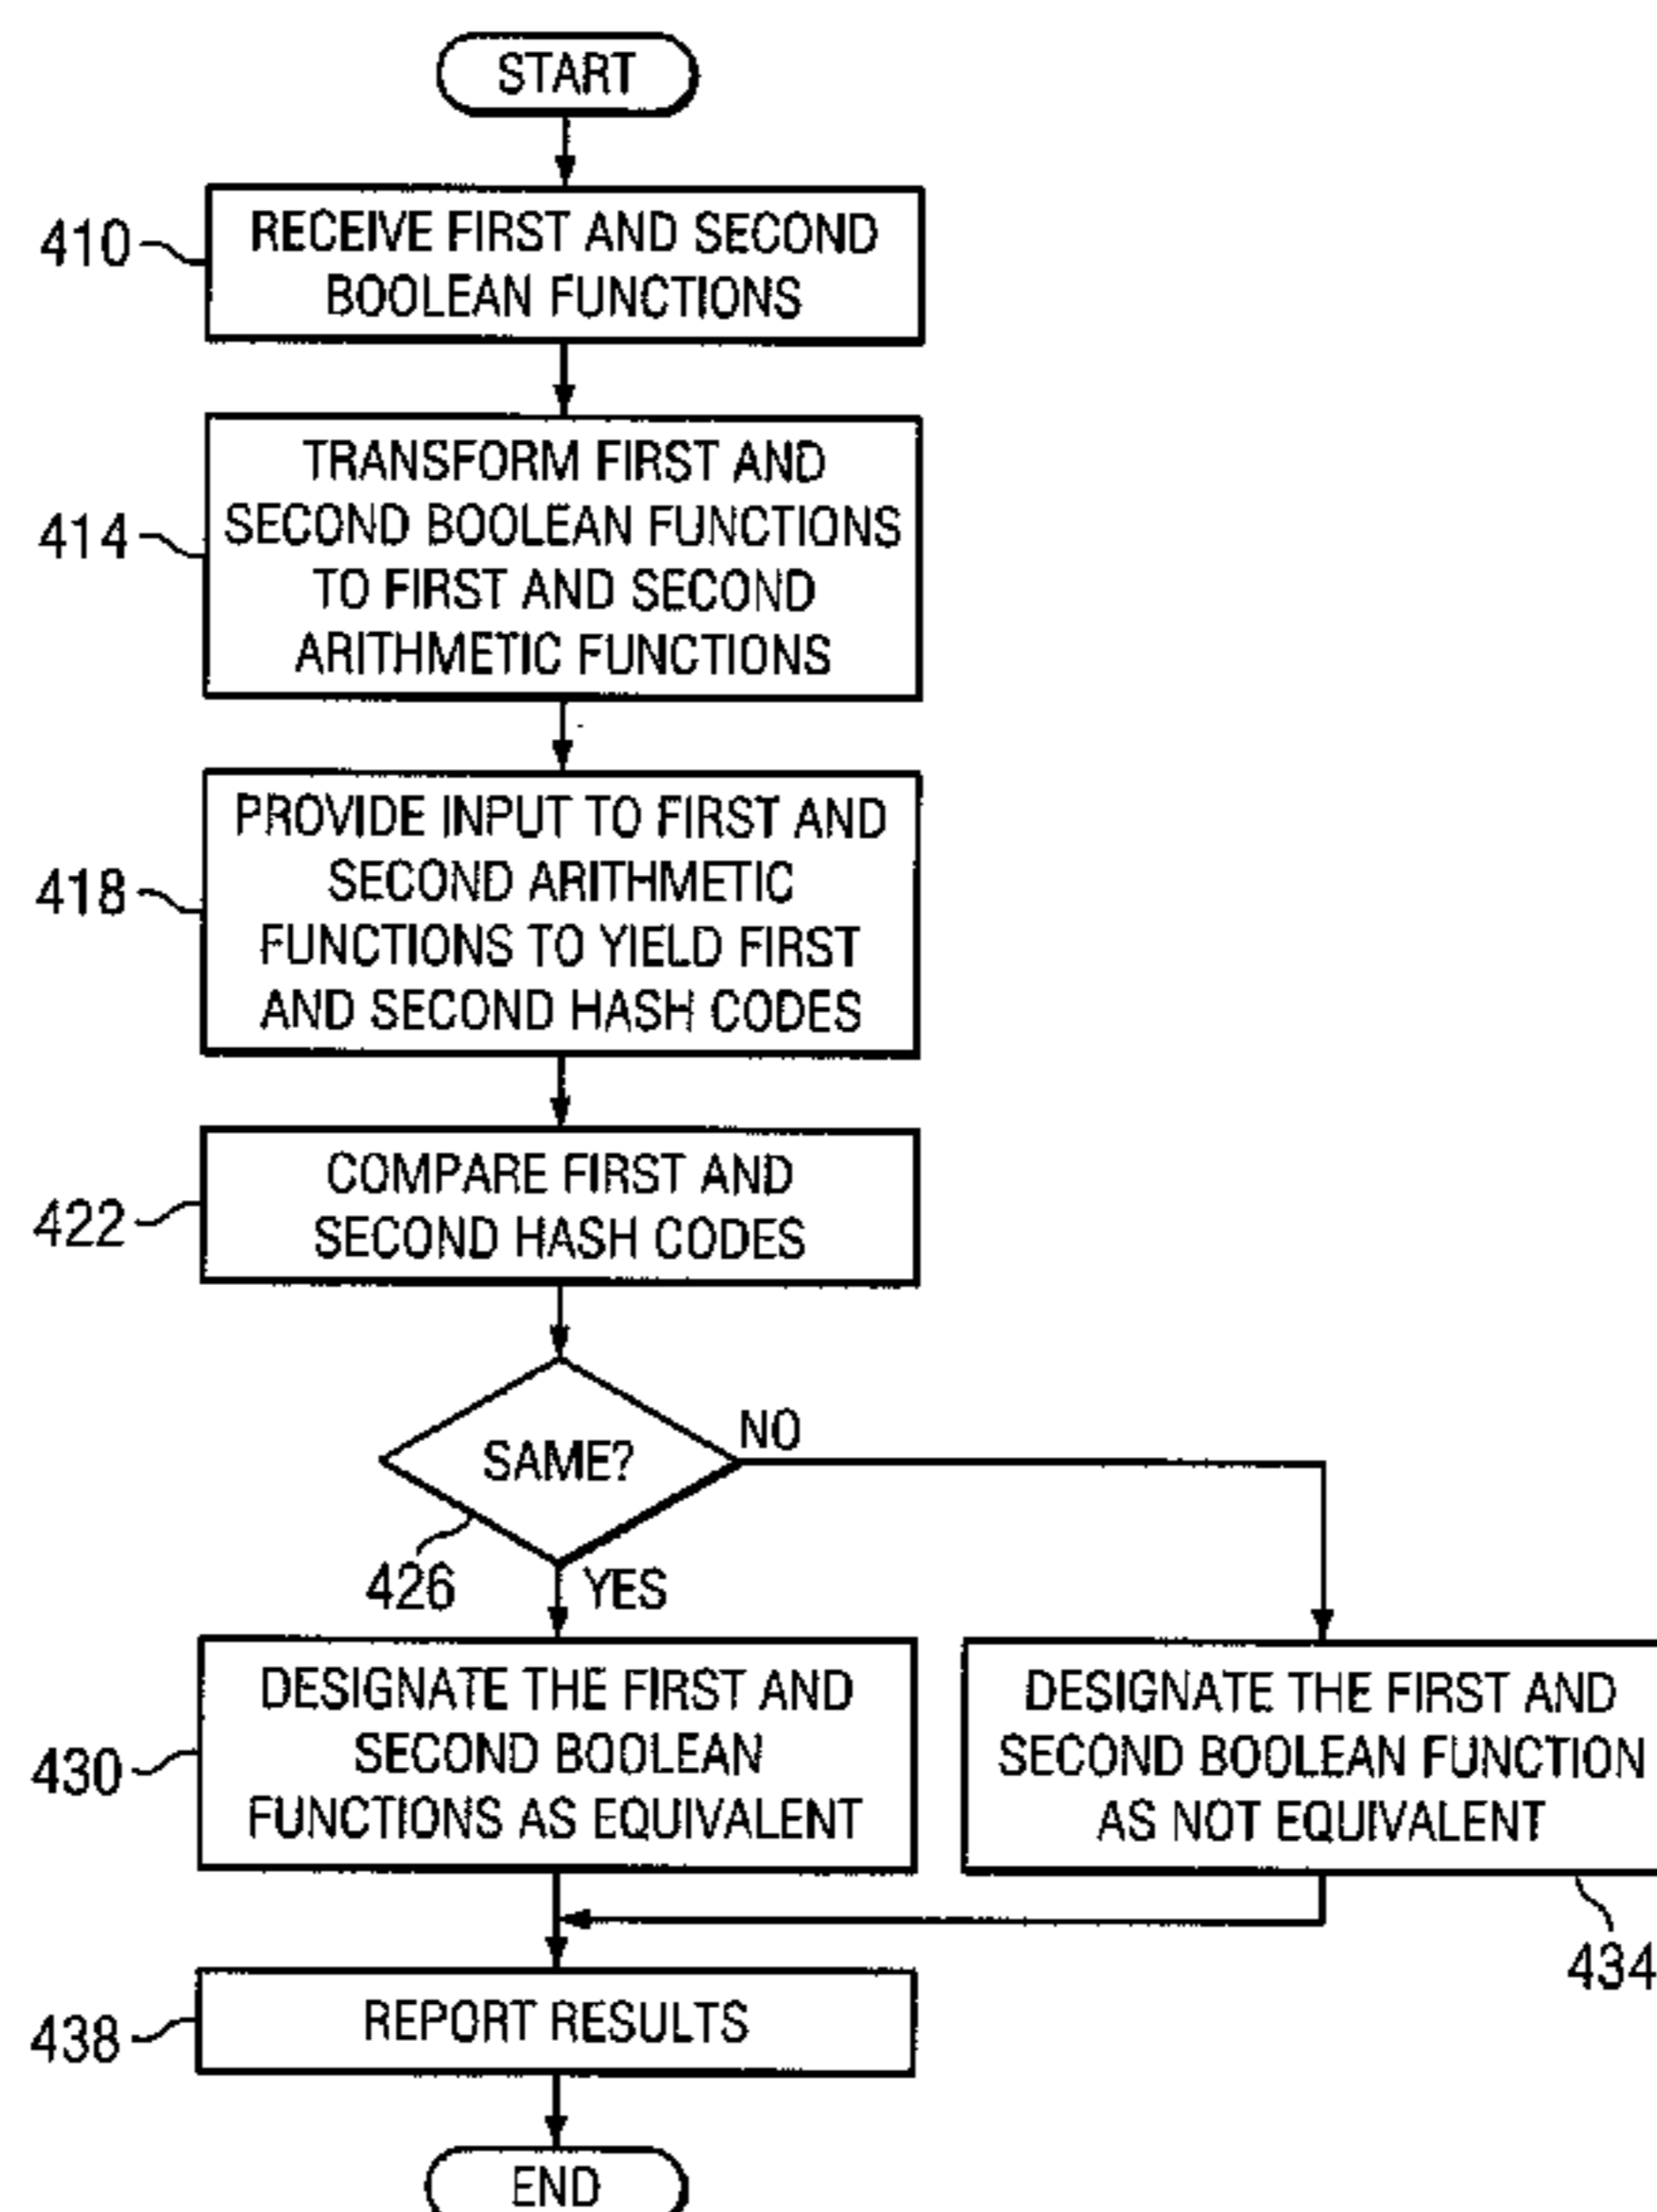 START
410
RECEIVE FIRST AND SECOND
BOOLEAN FUNCTIONS
414
TRANSFORM FIRST AND
SECOND BOOLEAN FUNCTIONS
TO FIRST AND SECOND
ARITHMETIC FUNCTIONS
418
PROVIDE INPUT TO FIRST AND
SECOND ARITHMETIC
FUNCTIONS TO YIELD FIRST
AND SECOND HASH CODES
422
COMPARE FIRST AND
SECOND HASH CODES
SAME?
NO
426
YES
430
DESIGNATE THE FIRST AND
SECOND BOOLEAN
FUNCTIONS AS EQUIVALENT
DESIGNATE THE FIRST AND
SECOND BOOLEAN FUNCTION
AS NOT EQUIVALENT
434
438
REPORT RESULTS
END